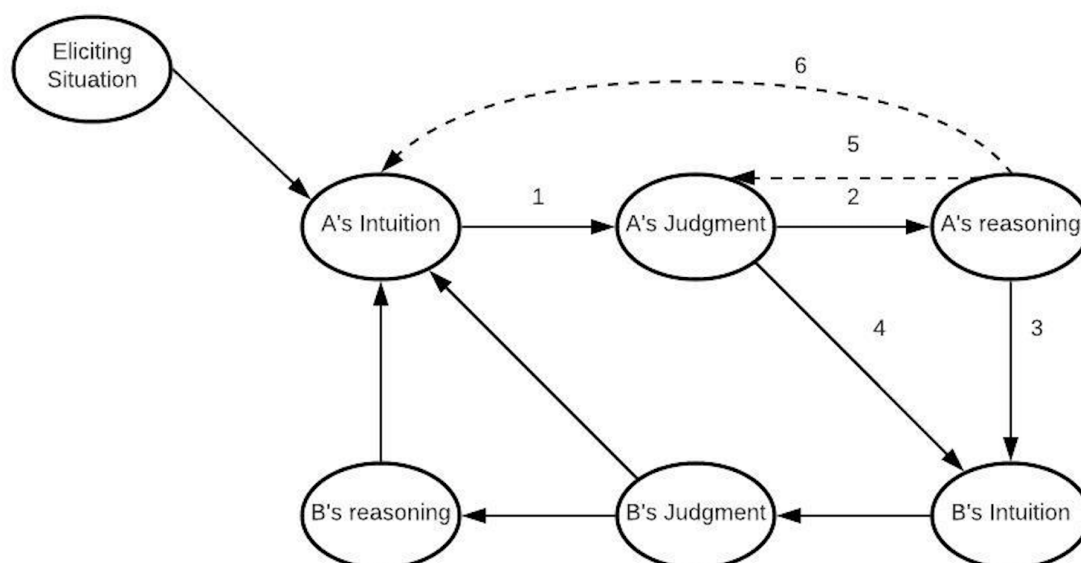 Eliciting
Situation
6
5
A's Intuition
1
A's Judgment
2
A's reasoning
4
3
B's reasoning
B's Judgment
B's Intuition